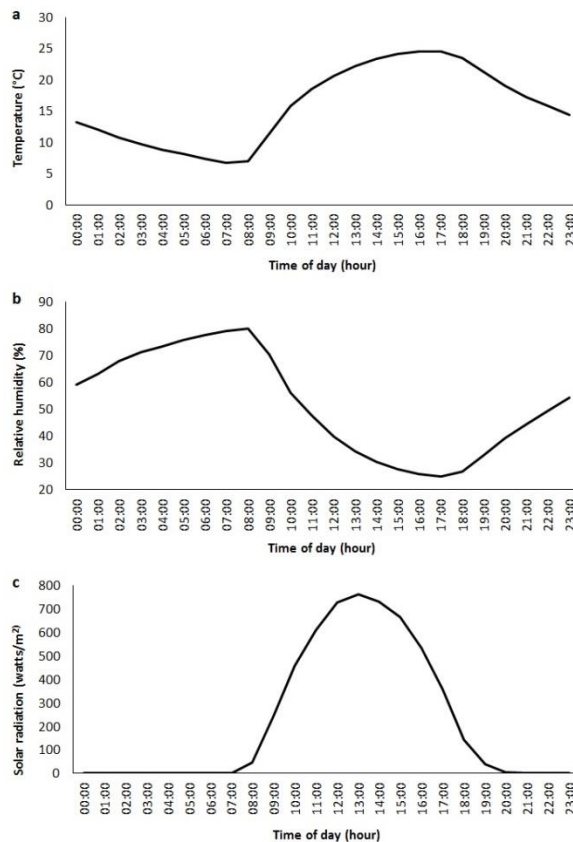 a
Temperature (°C)
30
25
20
15
10
5
0
00:00 01:00 02:00 03:00 04:00 05:00 06:00 07:00 08:00 09:00 10:00 11:00 12:00 13:00 14:00 15:00 16:00 17:00 18:00 19:00 20:00 21:00 22:00 23:00
Time of day (hour)
b
Relative humidity (%)
90
80
70
60
50
40
30
20
00:00 01:00 02:00 03:00 04:00 05:00 06:00 07:00 08:00 09:00 10:00 11:00 12:00 13:00 14:00 15:00 16:00 17:00 18:00 19:00 20:00 21:00 22:00 23:00
Time of day (hour)
c
Solar radiation (watts/m²)
800
700
600
500
400
300
200
100
0
00:00 01:00 02:00 03:00 04:00 05:00 06:00 07:00 08:00 09:00 10:00 11:00 12:00 13:00 14:00 15:00 16:00 17:00 18:00 19:00 20:00 21:00 22:00 23:00
Time of day (hour)